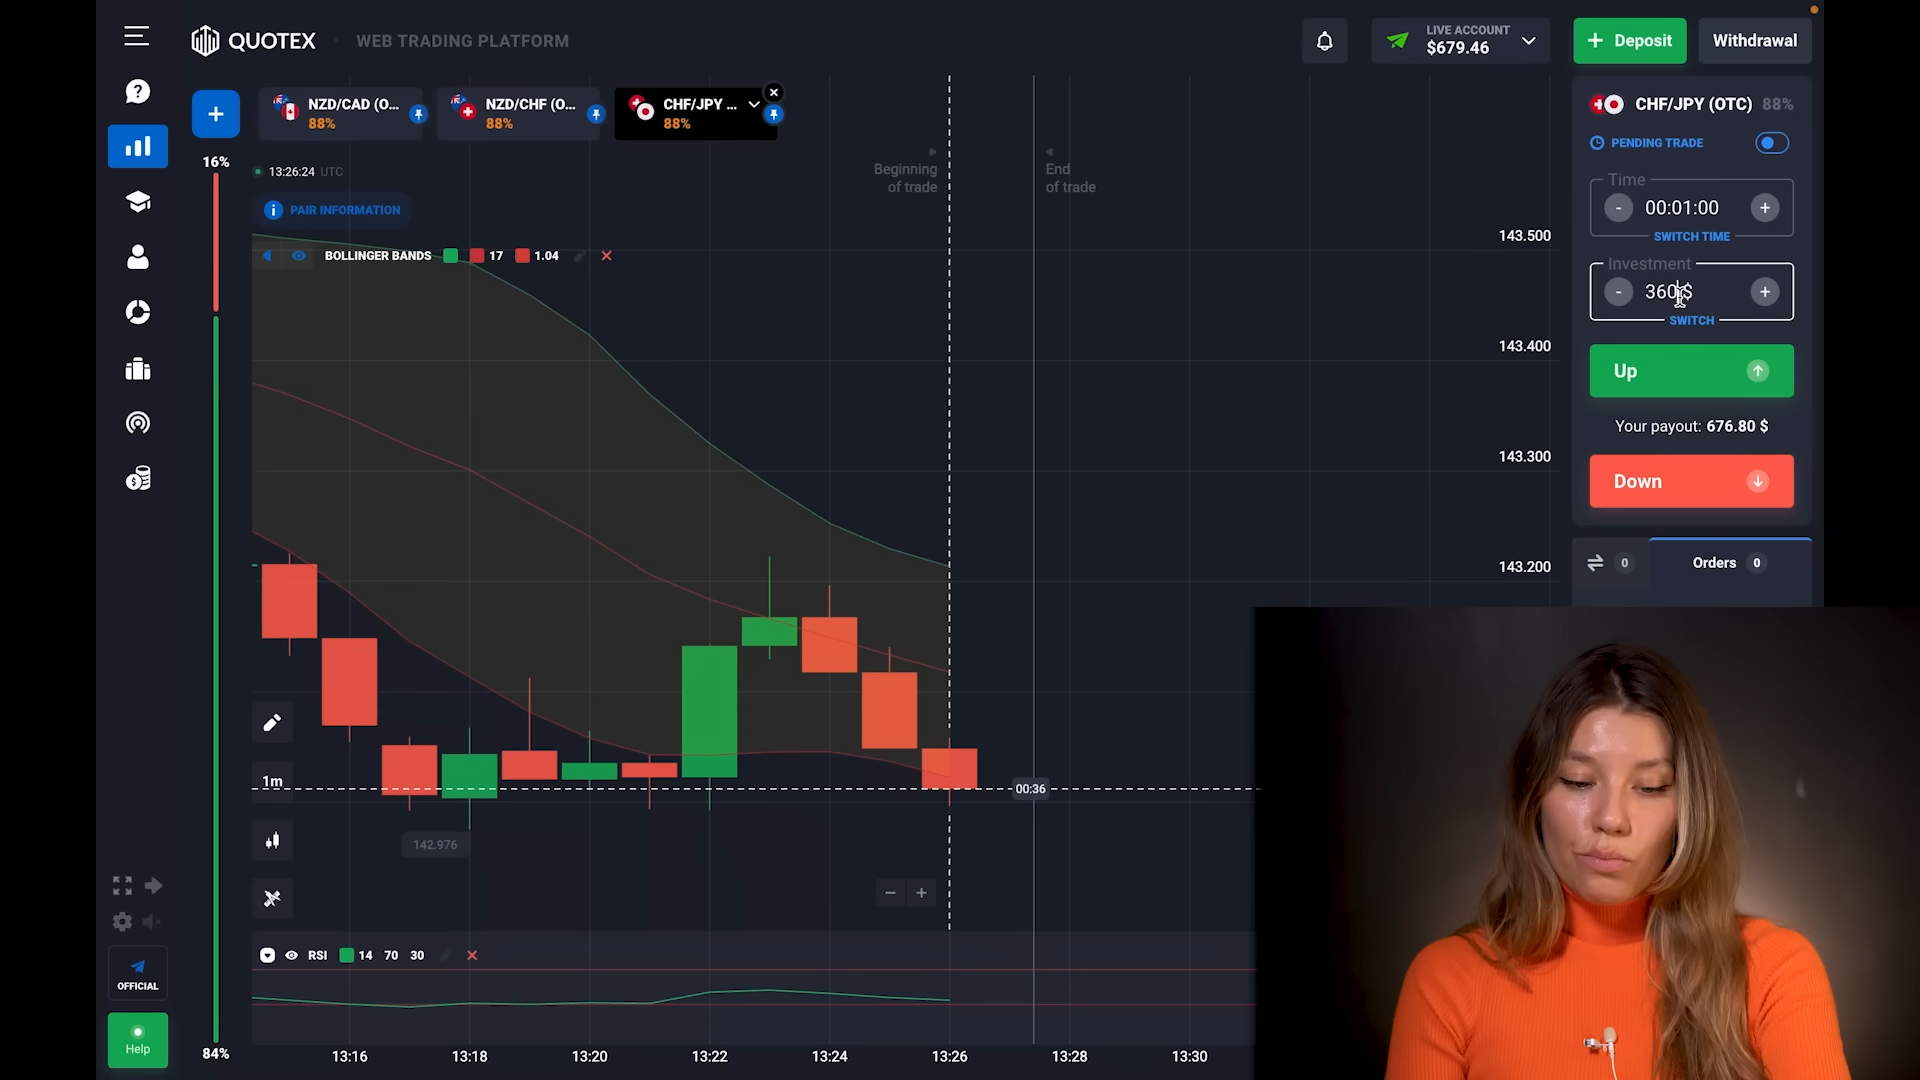 QUOTEX
WEB TRADING PLATFORM
LIVE ACCOUNT
$679.46
Deposit
Withdrawal
NZD/CAD (O...
88%
NZD/CHF (O...
88%
CHF/JPY ...
88%
CHF/JPY (OTC) 88%
PENDING TRADE
16%
13:26:24 UTC
Beginning
of trade
End
of trade
PAIR INFORMATION
Time
- 00:01:00 +
SWITCH TIME
BOLLINGER BANDS 17 1.04
Investment
- 360 $ +
SWITCH
Up
Your payout: 676.80 $
Down
0
Orders 0
143.500
143.400
143.300
143.200
1m
00:36
142.976
RSI 14 70 30
OFFICIAL
Help
84%
13:16 13:18 13:20 13:22 13:24 13:26 13:28 13:30